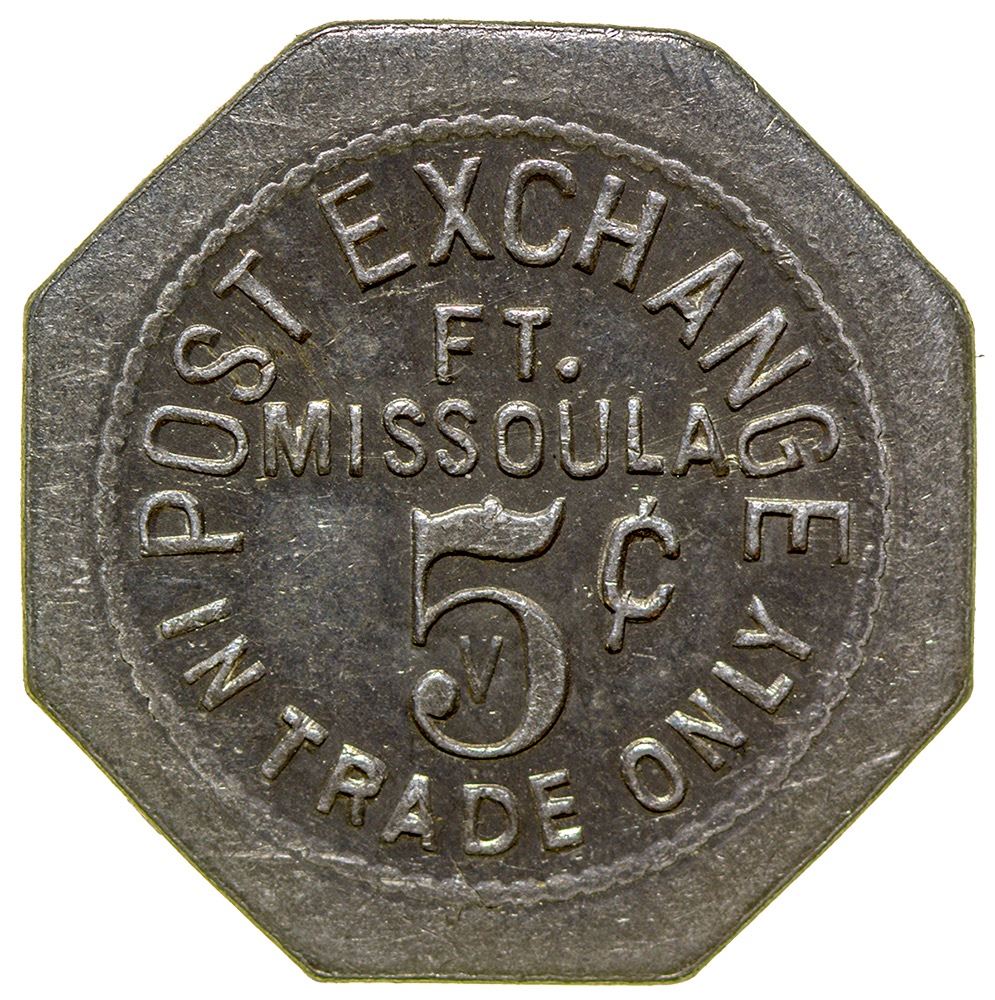 POST EXCHANGE
FT.
MISSOULA
5¢
V
IN TRADE ONLY